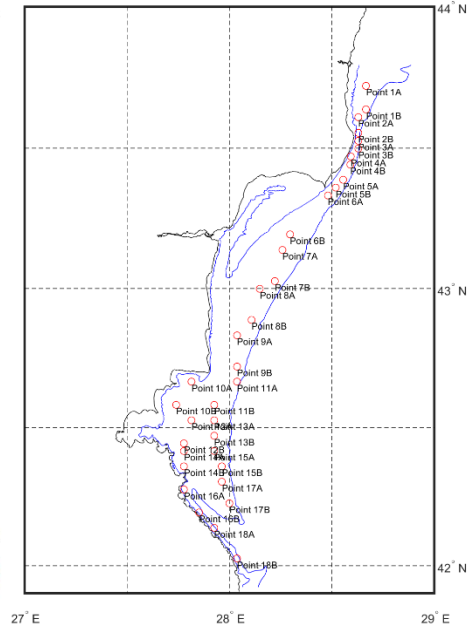 44° N
Point 1A
Point 1B
Point 2A
Point 2B
Point 3A
Point 3B
Point 4A
Point 4B
Point 5A
Point 5B
Point 6A
Point 6B
Point 7A
Point 7B
43° N
Point 8A
Point 8B
Point 9A
Point 9B
Point 10A
Point 11A
Point 10B
Point 11B
Point 13A
Point 13B
Point 12B
Point 15A
Point 14B
Point 15B
Point 17A
Point 16A
Point 17B
Point 16B
Point 18A
Point 18B
42° N
27° E
28° E
29° E